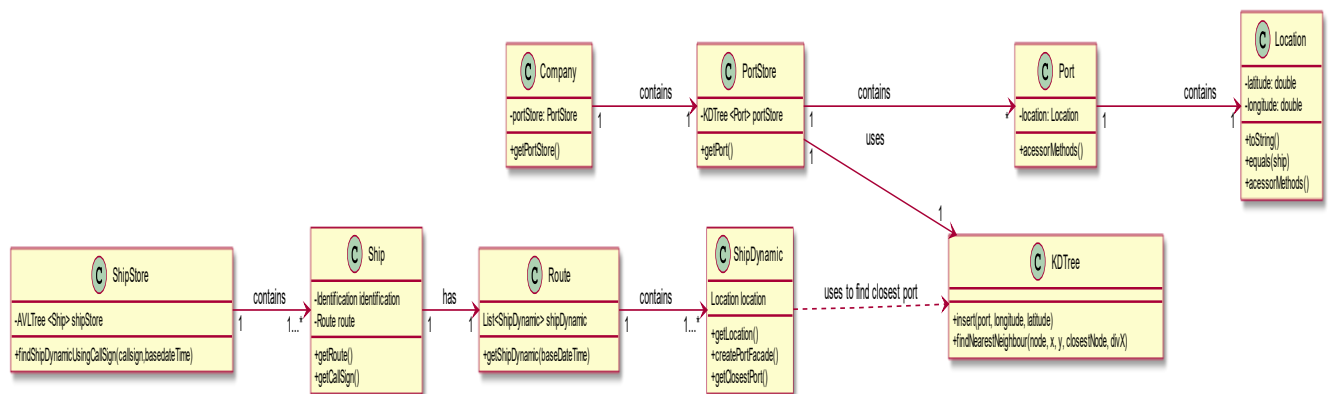 C Company
-portStore: PortStore
+getPortStore()
contains
1
1
C PortStore
-KDTree <Port> portStore
+getPort()
contains
1
*
uses
1
1
C Port
-location: Location
+acessorMethods()
contains
1
1
C Location
-latitude: double
-longitude: double
+toString()
+equals(ship)
+acessorMethods()
C ShipStore
-AVLTree <Ship> shipStore
+findShipDynamicUsingCallSign(callsign,basedateTime)
contains
1
1...*
C Ship
-Identification identification
-Route route
+getRoute()
+getCallSign()
has
1
1
C Route
List<ShipDynamic> shipDynamic
+getShipDynamic(baseDateTime)
contains
1
1...*
C ShipDynamic
Location location
+getLocation()
+createPortFacade()
+getClosestPort()
uses to find closest port
C KDTree
+insert(port, longitude, latitude)
+findNearestNeighbour(node, x, y, closestNode, divX)